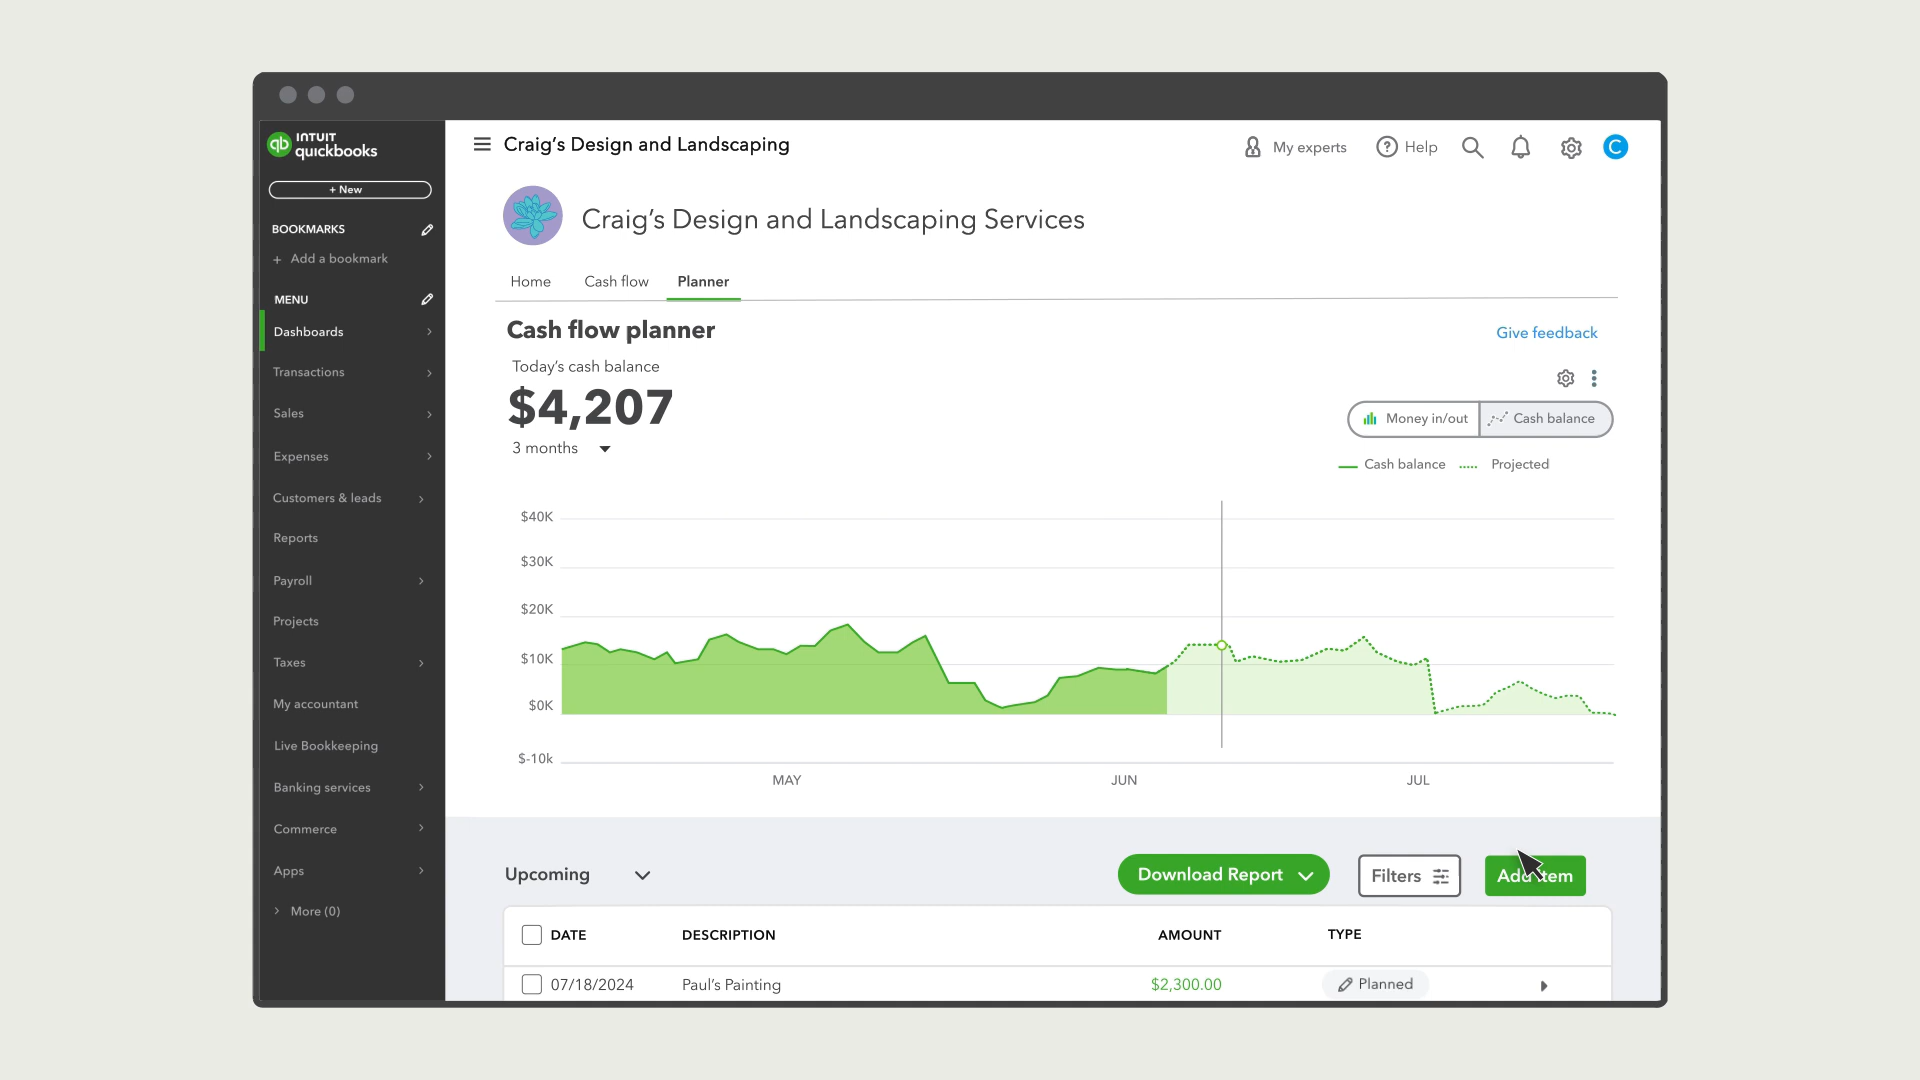 INTUIT
quickbooks
+ New
BOOKMARKS
+ Add a bookmark
MENU
Dashboards
Transactions
Sales
Expenses
Customers & leads
Reports
Payroll
Projects
Taxes
My accountant
Live Bookkeeping
Banking services
Commerce
Apps
More (0)
Craig's Design and Landscaping
My experts
? Help
C
Craig's Design and Landscaping Services
Home Cash flow Planner
Cash flow planner
Give feedback
Today's cash balance
$4,207
3 months
Money in/out Cash balance
Cash balance Projected
$40K
$30K
$20K
$10K
$0K
$-10k
MAY JUN JUL
Upcoming
Download Report
Filters
Add item
DATE DESCRIPTION AMOUNT TYPE
07/18/2024 Paul's Painting $2,300.00 Planned